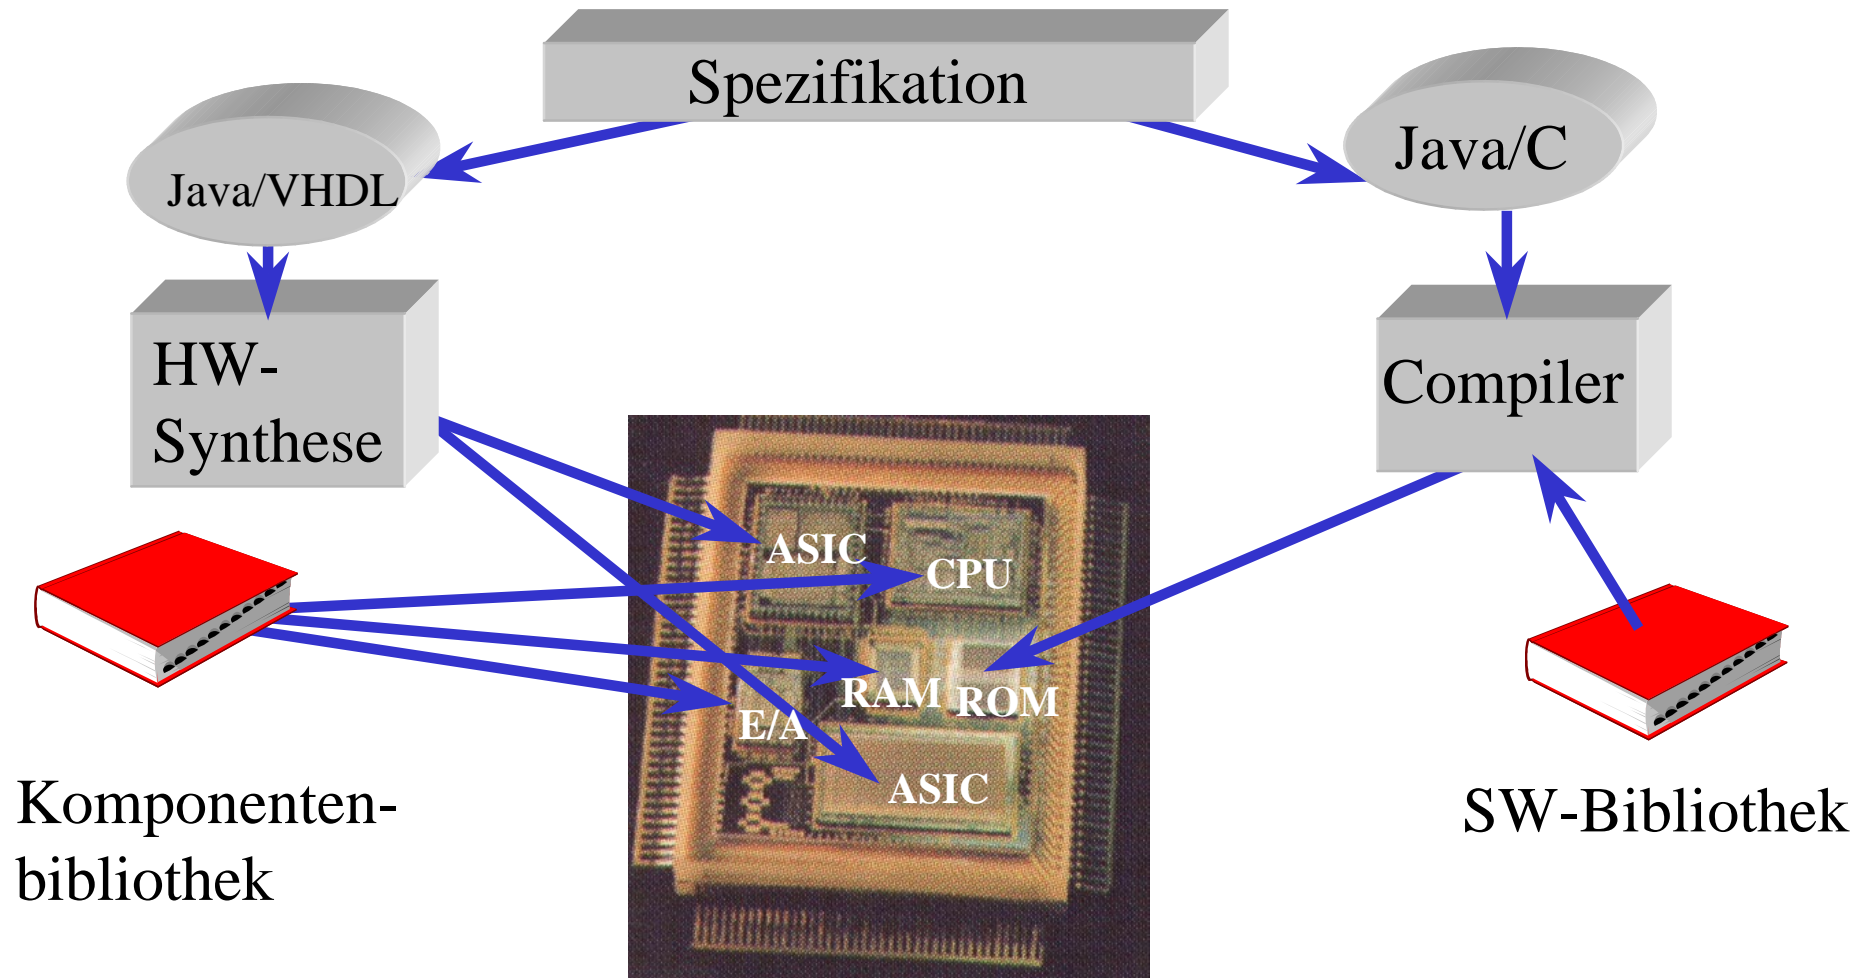 Spezifikation
Java/VHDL
Java/C
HW-
Synthese
Compiler
ASIC
CPU
RAM
ROM
E/A
ASIC
Komponenten-
bibliothek
SW-Bibliothek